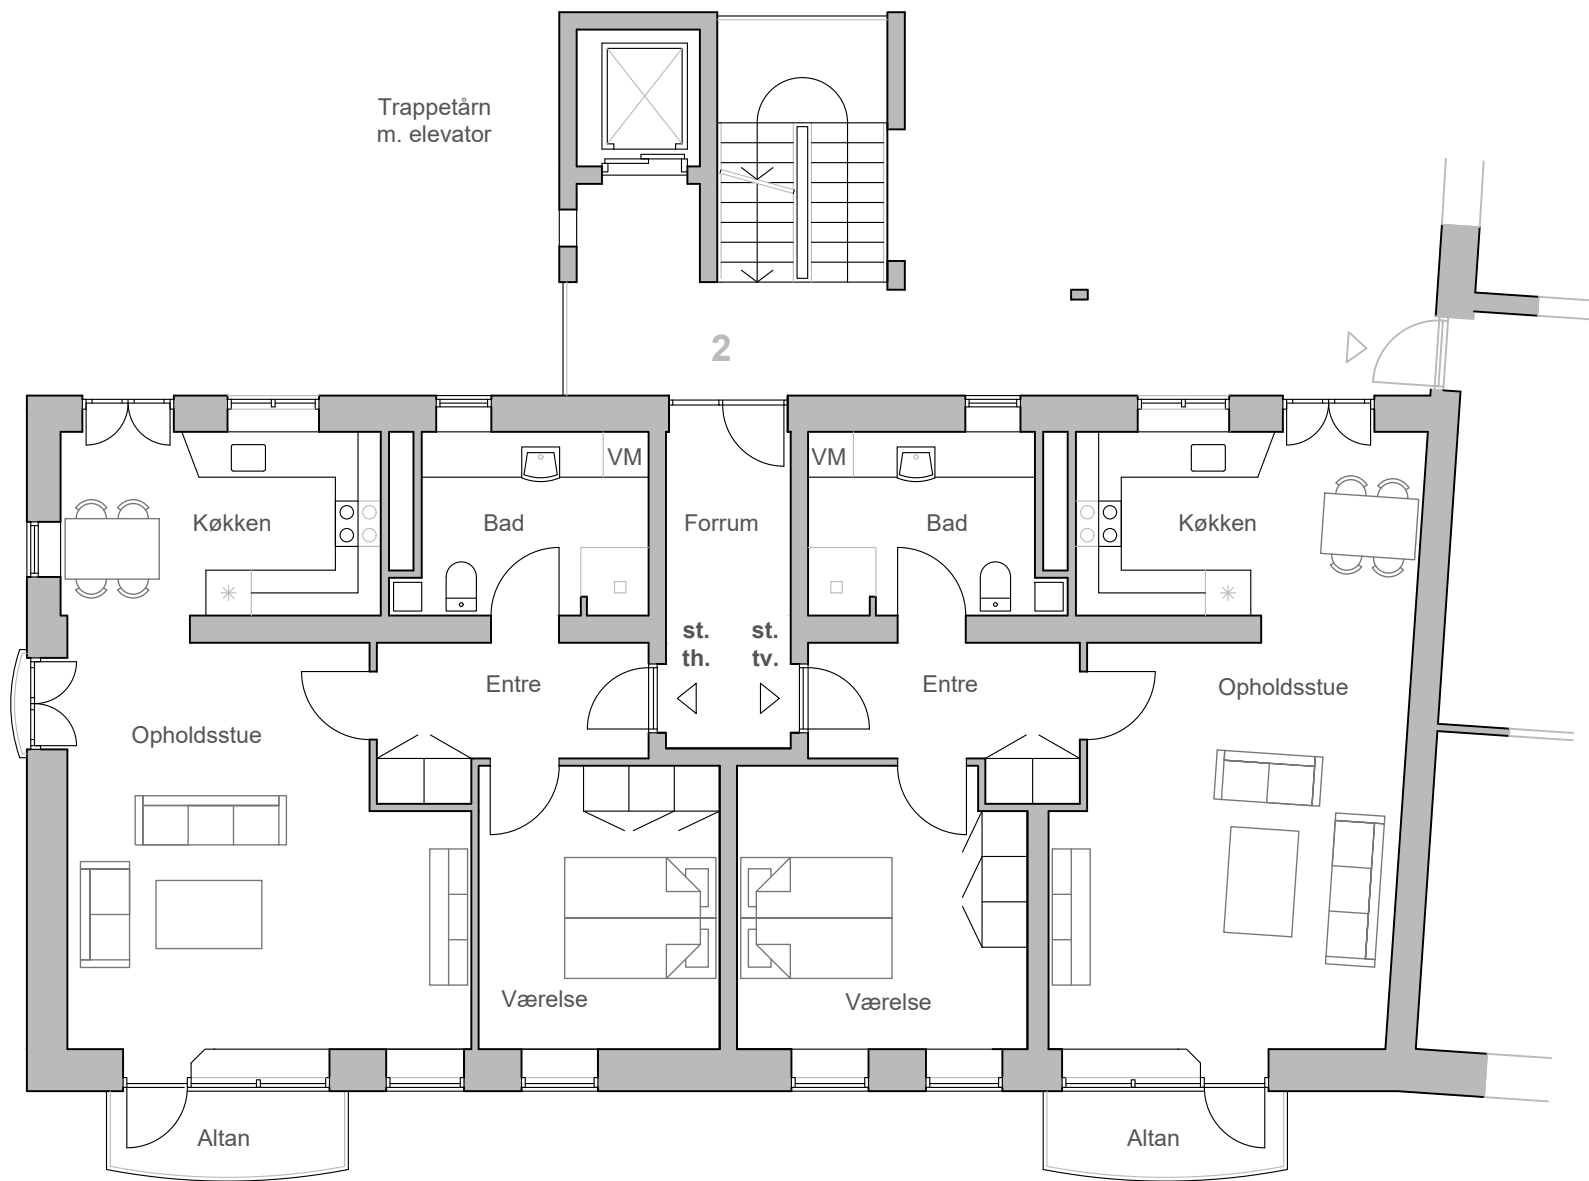 Trappetårn
m. elevator
2
VM
VM
Køkken
Bad
Forrum
Bad
Køkken
st.
th.
st.
tv.
Entre
Entre
Opholdsstue
Opholdsstue
Værelse
Værelse
Altan
Altan